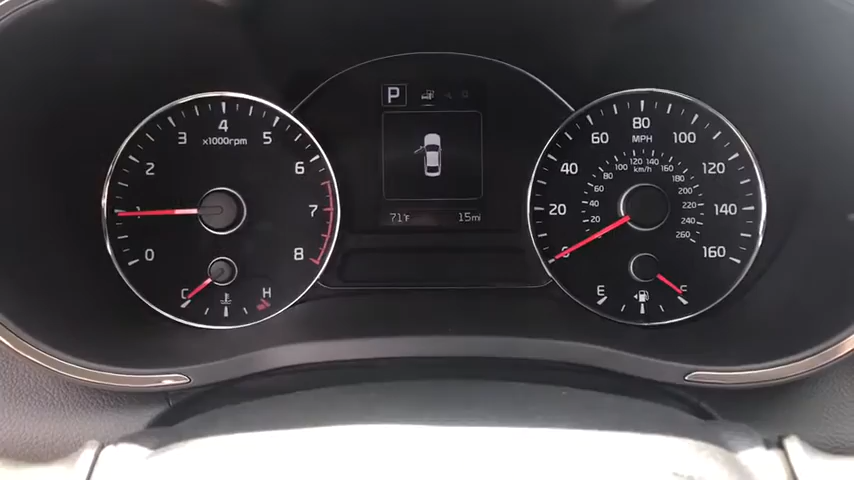 0 1 2 3 4 5 6 7 8
x1000rpm
C H
P
71°F 15mi
0 20 40 60 80 100 120 140 160
MPH
20 40 60 80 100 120 140 160 180 200 220 240 260
km/h
E F